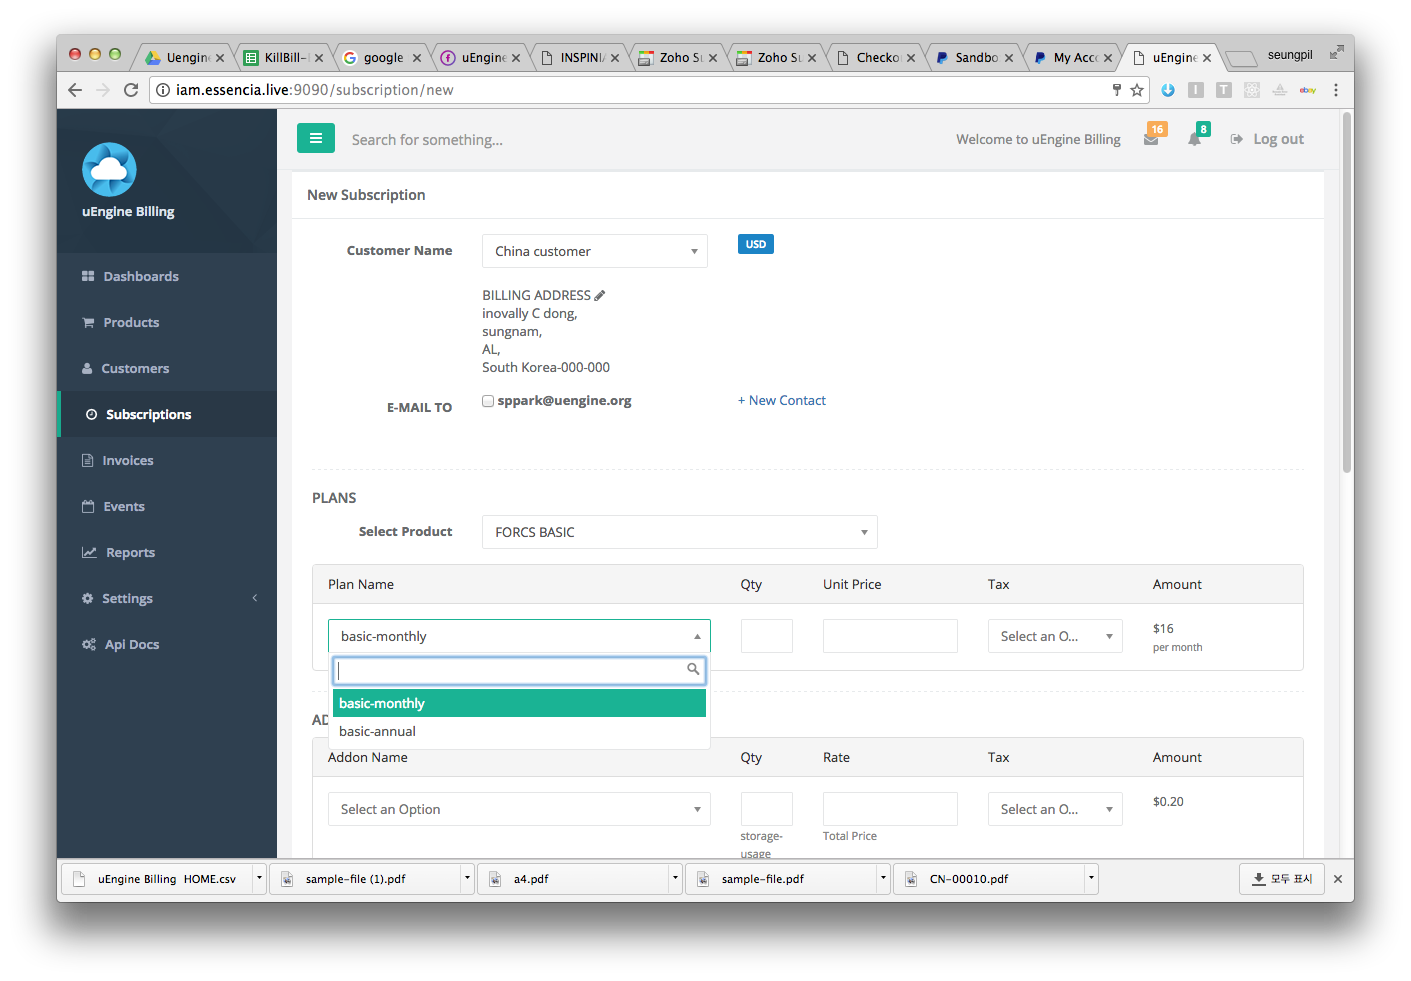 Uengin
KillBill-
google
uEngine
INSPINI
Zoho Su
Zoho Su
Checko
Sandbo
My Acc
uEngine
seungpil
iam.essencia.live:9090/subscription/new
I
T
ebay
uEngine Billing
Dashboards
Products
Customers
Subscriptions
Invoices
Events
Reports
Settings
Api Docs
Search for something...
Welcome to uEngine Billing
16
8
Log out
New Subscription
Customer Name
China customer
USD
BILLING ADDRESS
inovally C dong,
sungnam,
AL,
South Korea-000-000
E-MAIL TO
sppark@uengine.org
+ New Contact
PLANS
Select Product
FORCS BASIC
Plan Name Qty Unit Price Tax Amount
basic-monthly
Select an O...
$16
per month
basic-monthly
basic-annual
AD
Addon Name Qty Rate Tax Amount
Select an Option
storage-
usage
Total Price
Select an O...
$0.20
uEngine Billing HOME.csv
sample-file (1).pdf
a4.pdf
sample-file.pdf
CN-00010.pdf
모두 표시